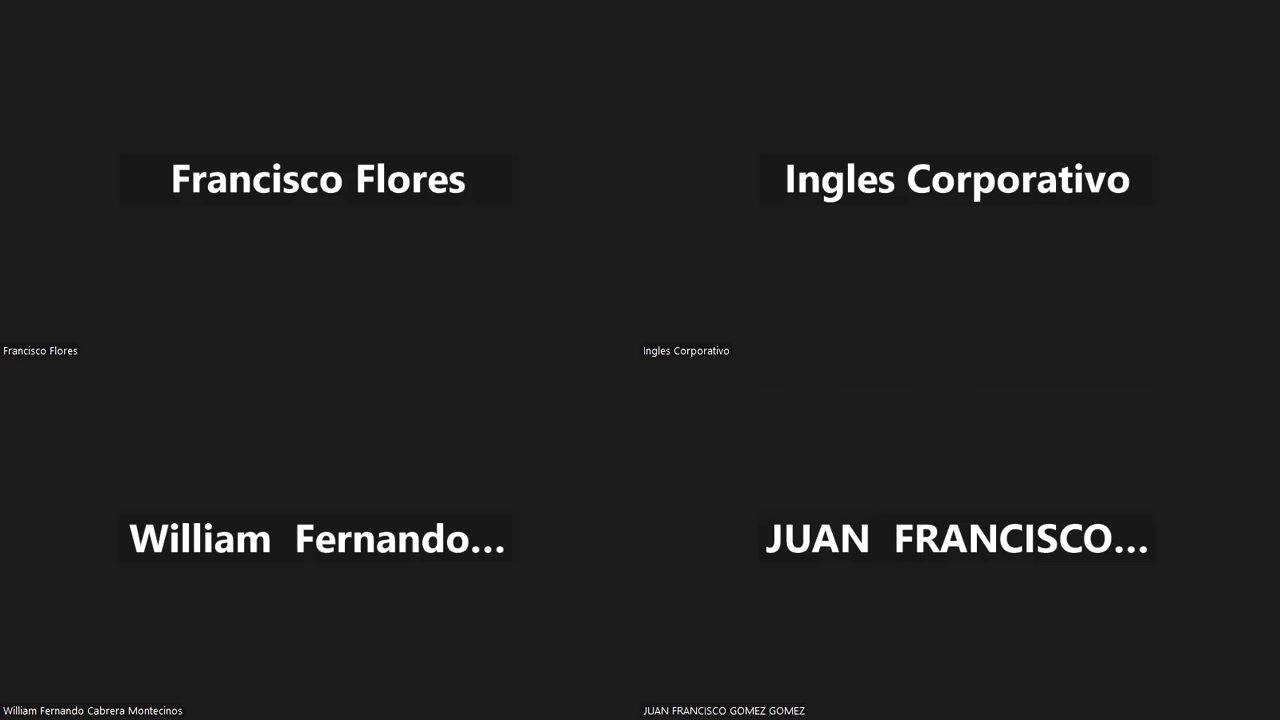 Francisco Flores
Ingles Corporativo
Francisco Flores
Ingles Corporativo
William Fernando...
JUAN FRANCISCO...
William Fernando Cabrera Montecinos
JUAN FRANCISCO GOMEZ GOMEZ